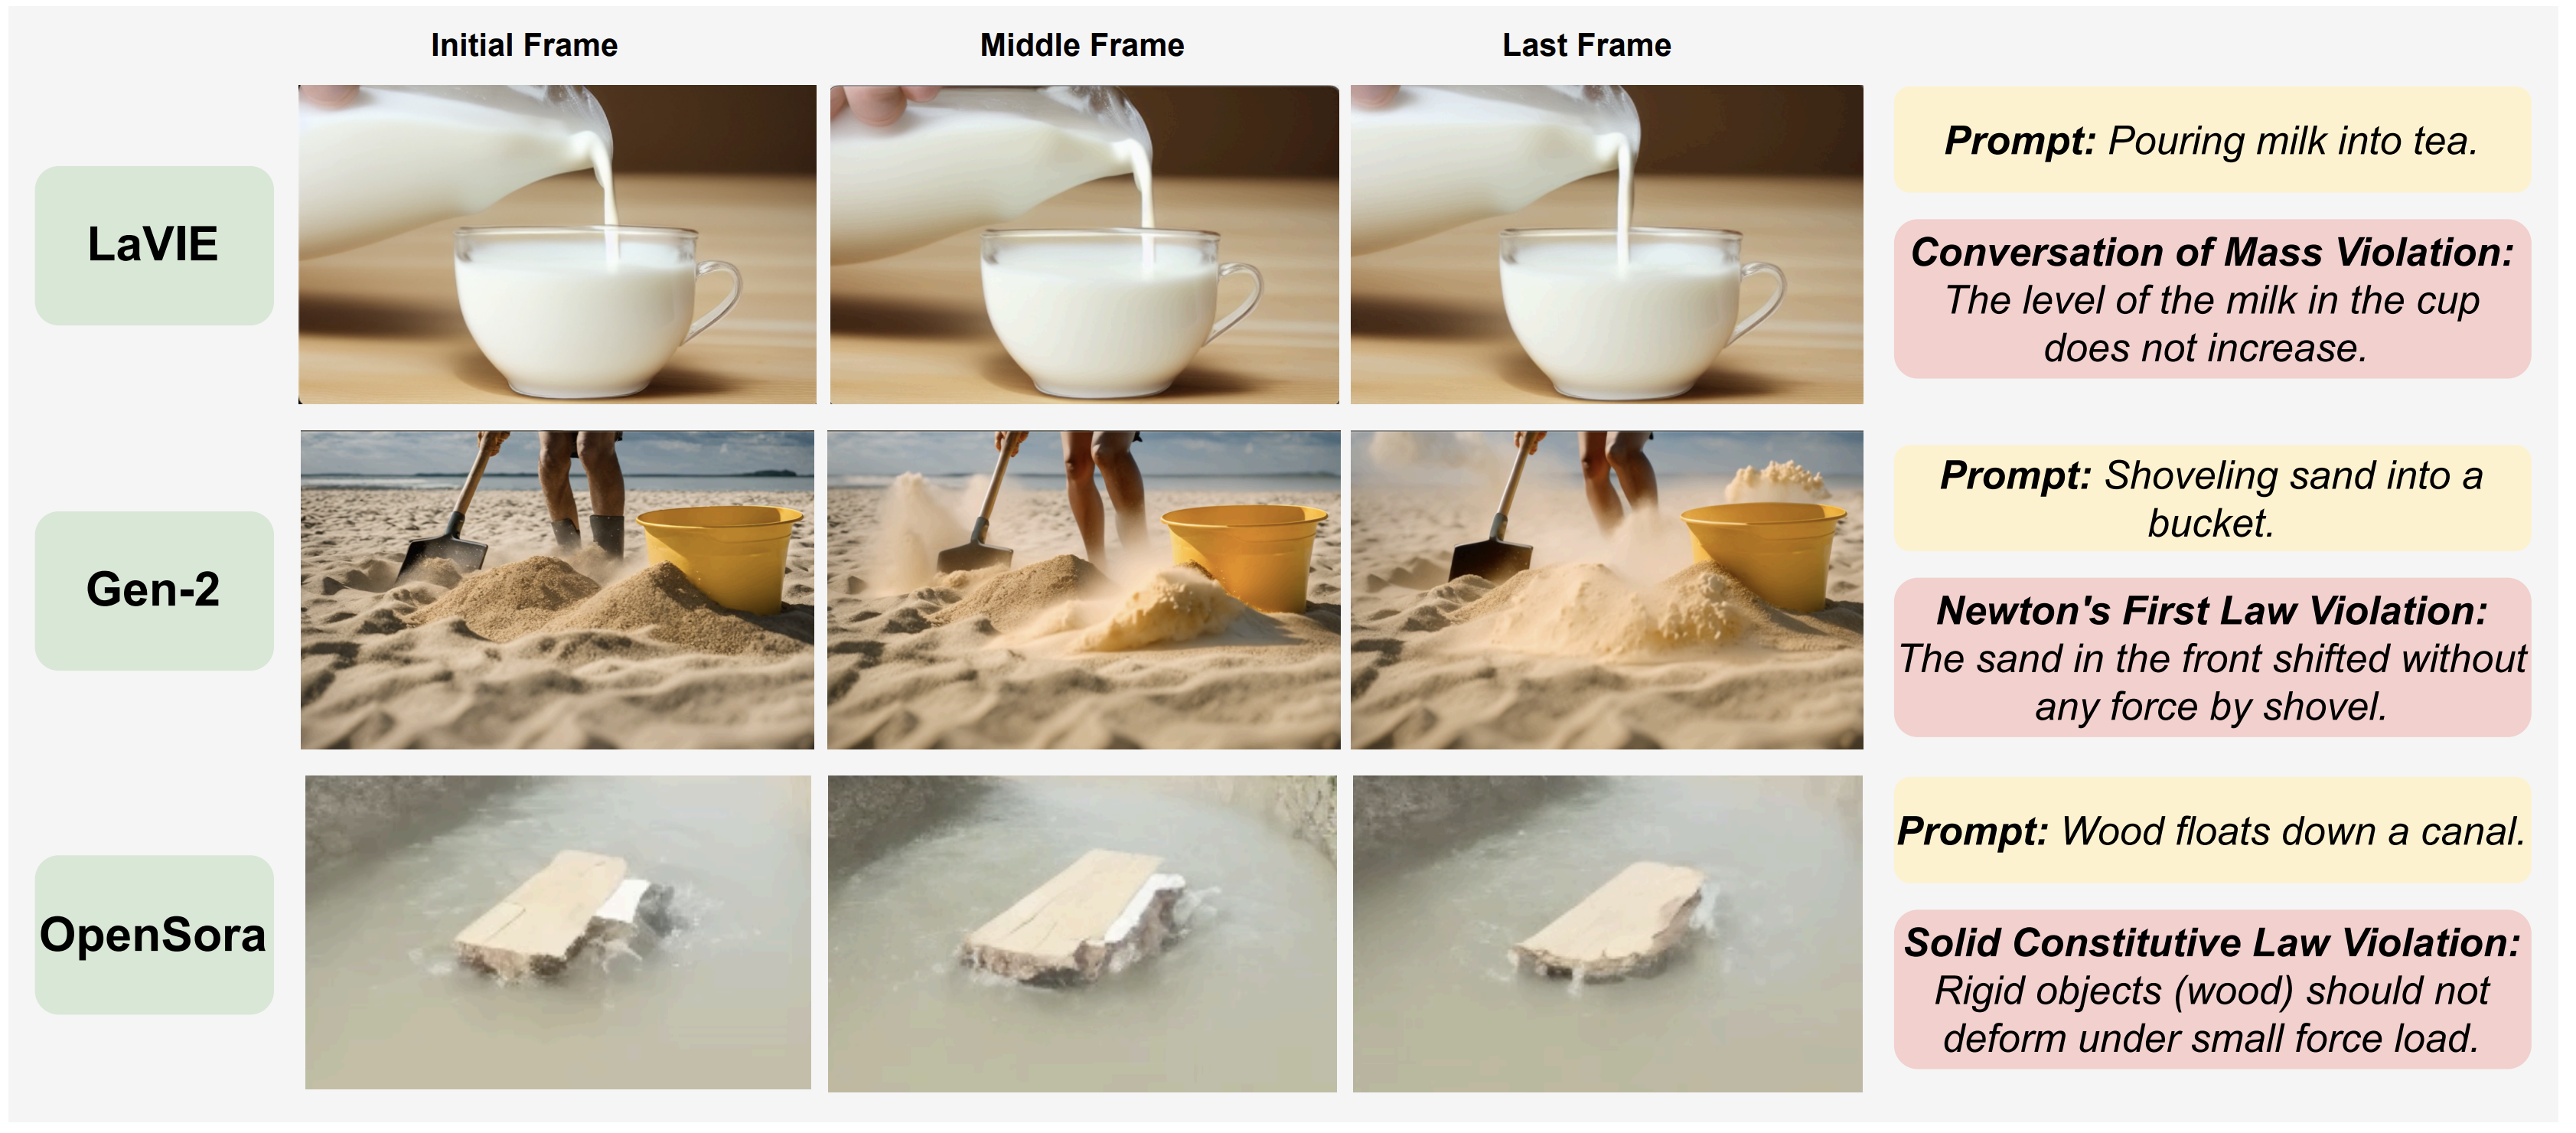 Initial Frame
Middle Frame
Last Frame
LaVIE
Prompt: Pouring milk into tea.
Conversation of Mass Violation:
The level of the milk in the cup
does not increase.
Gen-2
Prompt: Shoveling sand into a
bucket.
Newton's First Law Violation:
The sand in the front shifted without
any force by shovel.
OpenSora
Prompt: Wood floats down a canal.
Solid Constitutive Law Violation:
Rigid objects (wood) should not
deform under small force load.